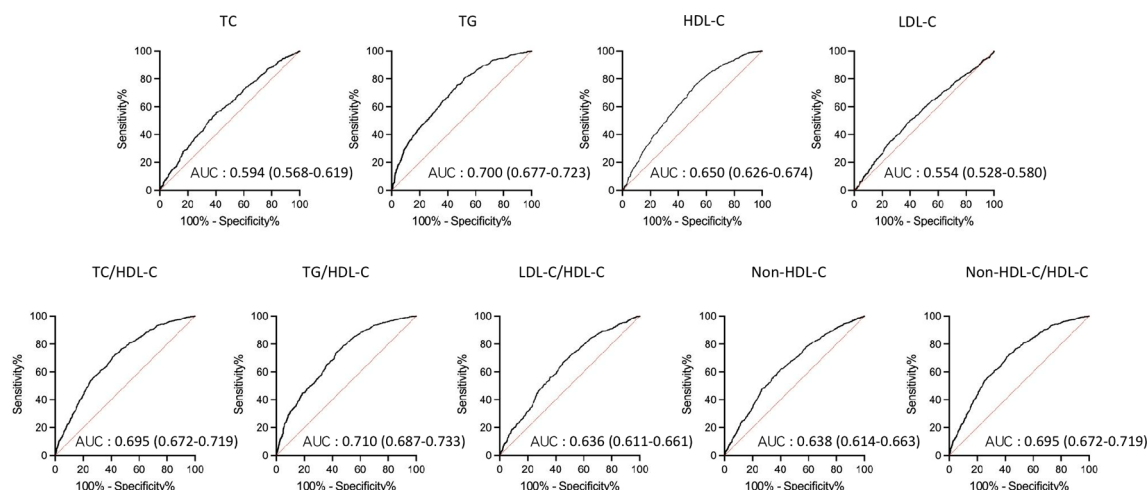 TC
TG
HDL-C
LDL-C
100
80
60
40
20
0
Sensitivity%
AUC : 0.594 (0.568-0.619)
0 20 40 60 80 100
100% - Specificity%
100
80
60
40
20
0
Sensitivity%
AUC : 0.700 (0.677-0.723)
0 20 40 60 80 100
100% - Specificity%
100
80
60
40
20
0
Sensitivity%
AUC : 0.650 (0.626-0.674)
0 20 40 60 80 100
100% - Specificity%
100
80
60
40
20
0
Sensitivity%
AUC : 0.554 (0.528-0.580)
0 20 40 60 80 100
100% - Specificity%
TC/HDL-C
TG/HDL-C
LDL-C/HDL-C
Non-HDL-C
Non-HDL-C/HDL-C
100
80
60
40
20
0
Sensitivity%
AUC : 0.695 (0.672-0.719)
0 20 40 60 80 100
100% - Specificity%
100
80
60
40
20
0
Sensitivity%
AUC : 0.710 (0.687-0.733)
0 20 40 60 80 100
100% - Specificity%
100
80
60
40
20
0
Sensitivity%
AUC : 0.636 (0.611-0.661)
0 20 40 60 80 100
100% - Specificity%
100
80
60
40
20
0
Sensitivity%
AUC : 0.638 (0.614-0.663)
0 20 40 60 80 100
100% - Specificity%
100
80
60
40
20
0
Sensitivity%
AUC : 0.695 (0.672-0.719)
0 20 40 60 80 100
100% - Specificity%